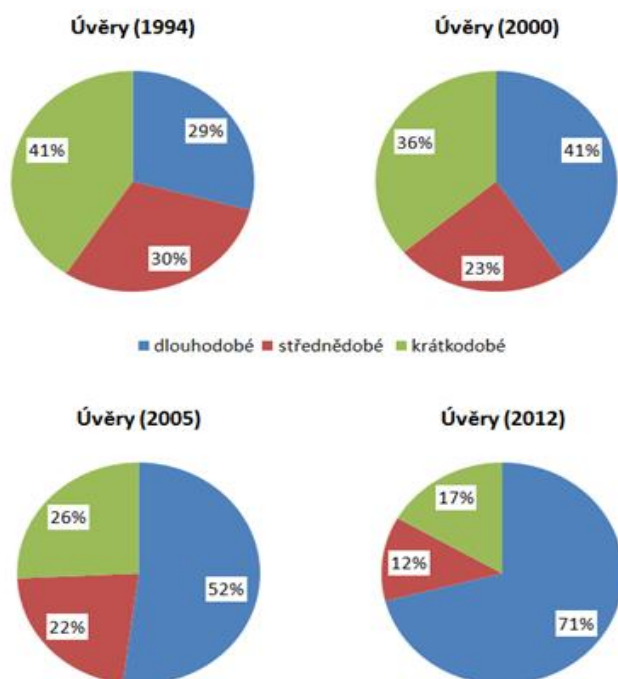 Úvěry (1994)
Úvěry (2000)
41%
29%
30%
36%
41%
23%
dlouhodobé střednědobé krátkodobé
Úvěry (2005)
Úvěry (2012)
26%
52%
22%
17%
12%
71%